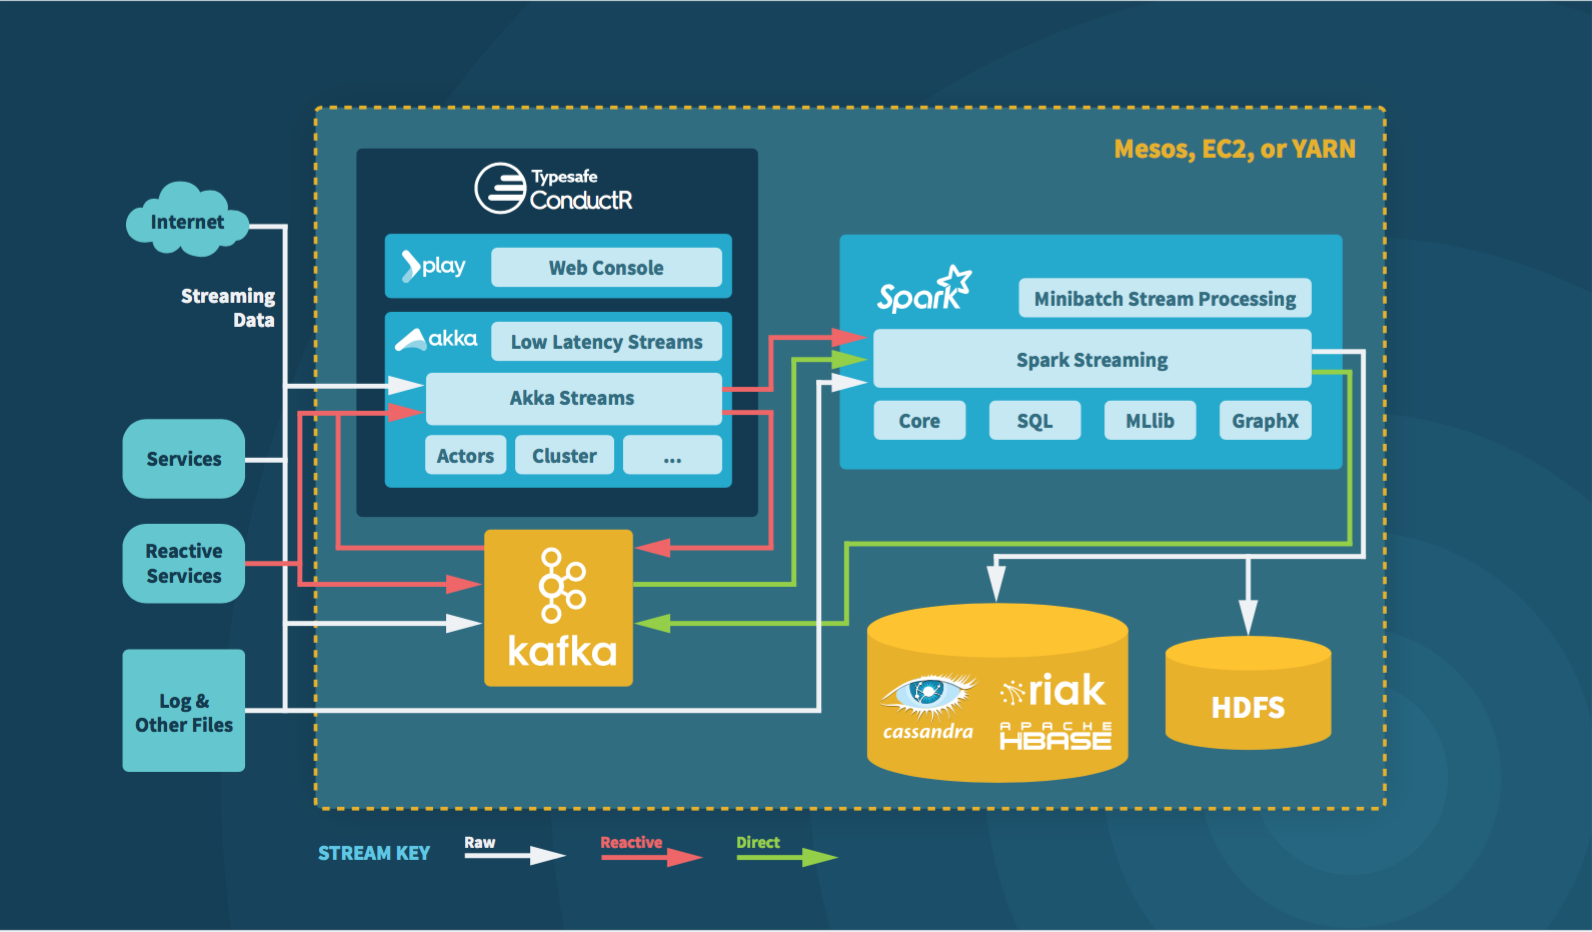 Mesos, EC2, or YARN
Typesafe
ConductR
play
Web Console
akka
Low Latency Streams
Akka Streams
Actors
Cluster
...
Internet
Streaming
Data
Services
Reactive
Services
Log &
Other Files
kafka
Spark
Minibatch Stream Processing
Spark Streaming
Core
SQL
MLlib
GraphX
cassandra
riak
APACHE
HBASE
HDFS
STREAM KEY
Raw
Reactive
Direct